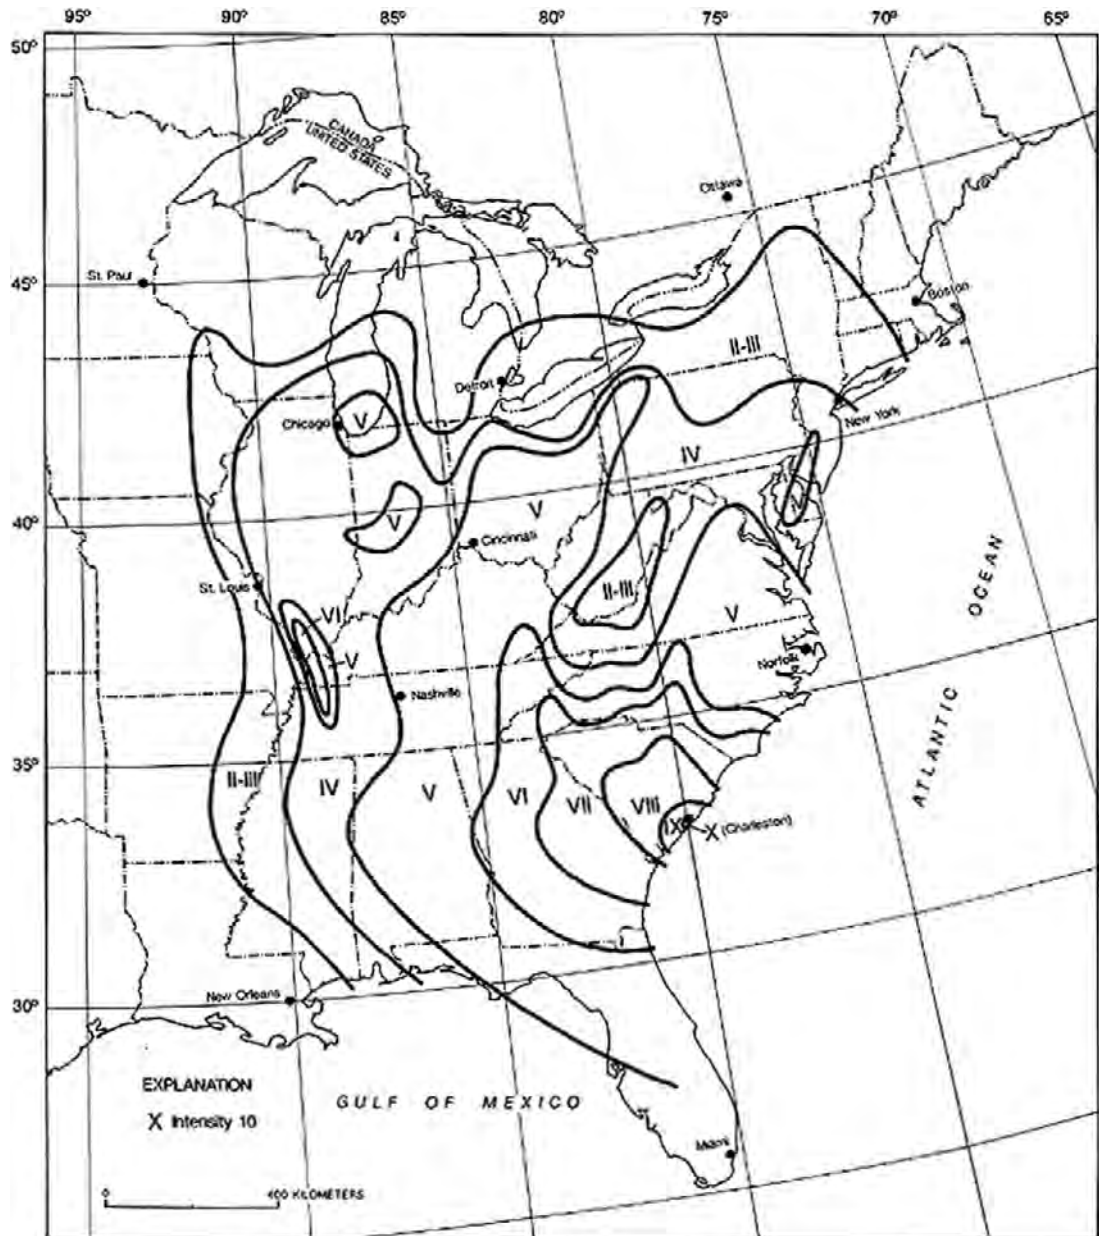 95° 90° 85° 80° 75° 70° 65°
50°
CANADA
UNITED STATES
Ottawa
St. Paul
45°
Boston
II-III
Detroit
Chicago
V
New York
IV
V
V
V
40°
Cincinnati
St. Louis
II-III
VI
V
V
Norfolk
Nashville
OCEAN
ATLANTIC
35°
II-III
IV
V
VI
VII
VIII
IX
X (Charleston)
New Orleans
30°
EXPLANATION
X Intensity 10
GULF OF MEXICO
Miami
0
400 KILOMETERS